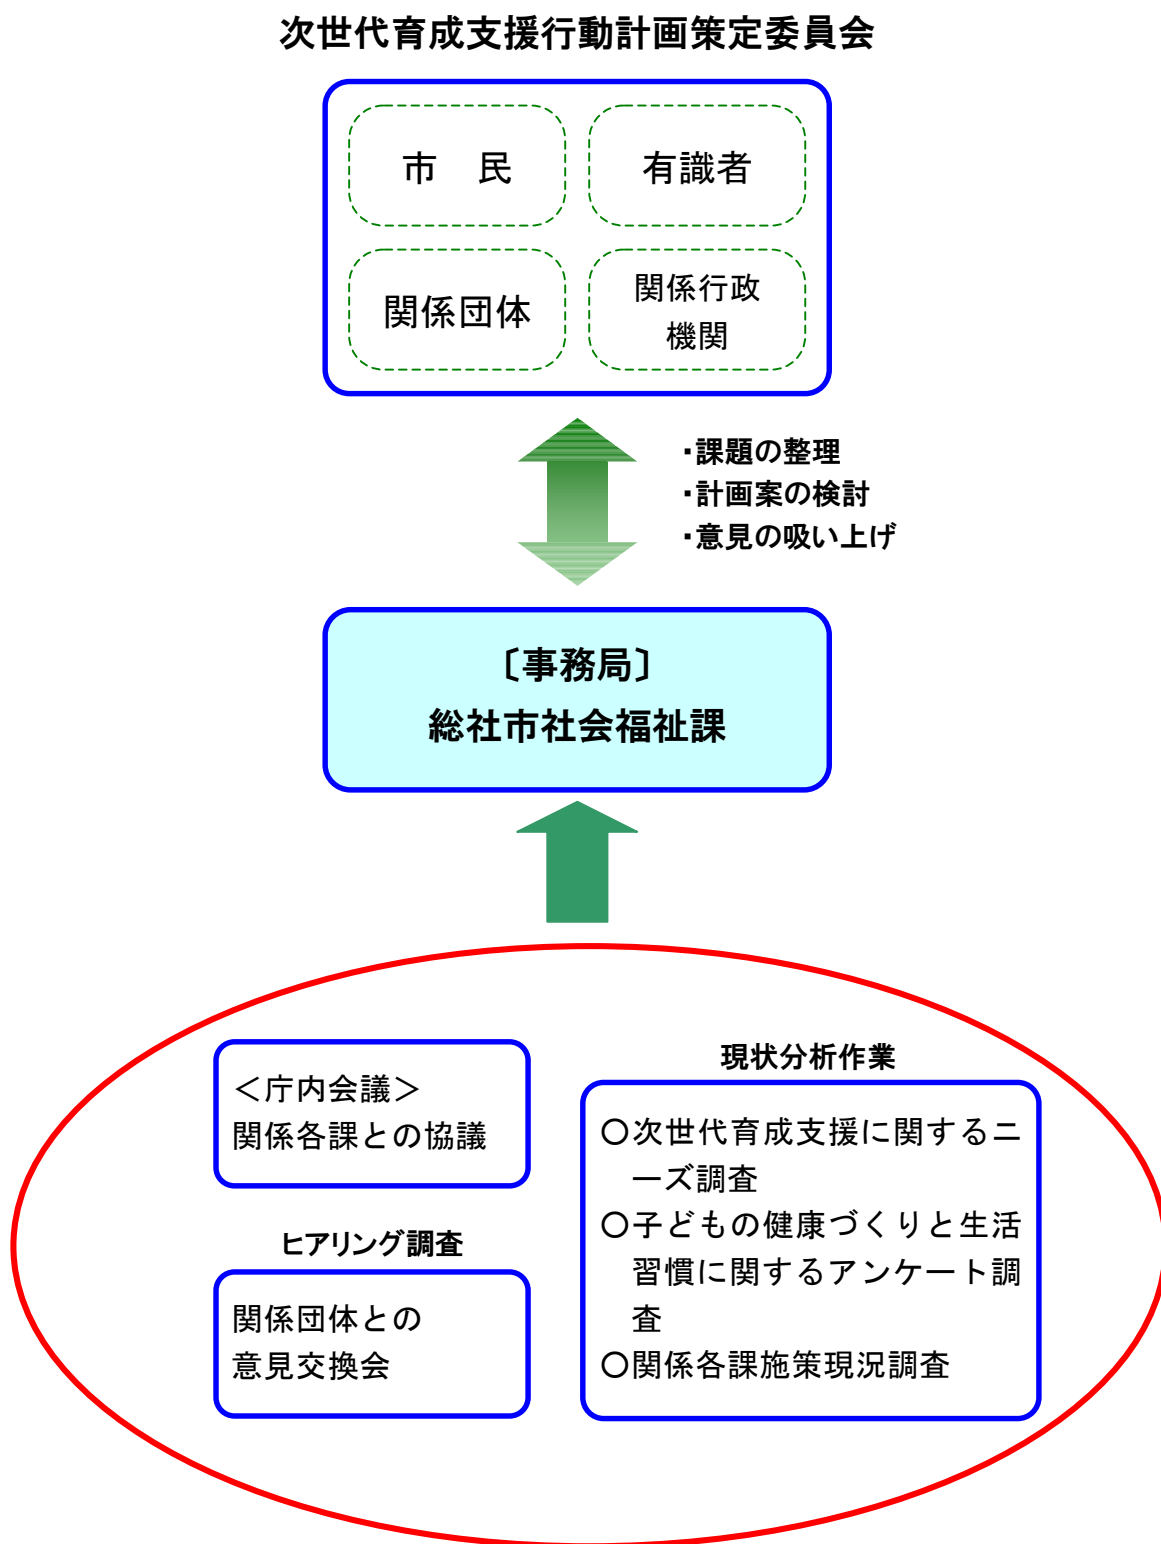 次世代育成支援行動計画策定委員会
市　民
有識者
関係団体
関係行政
機関
・課題の整理
・計画案の検討
・意見の吸い上げ
〔事務局〕
総社市社会福祉課
＜庁内会議＞
関係各課との協議
ヒアリング調査
関係団体との
意見交換会
現状分析作業
○次世代育成支援に関するニ
ーズ調査
○子どもの健康づくりと生活
習慣に関するアンケート調
査
○関係各課施策現況調査